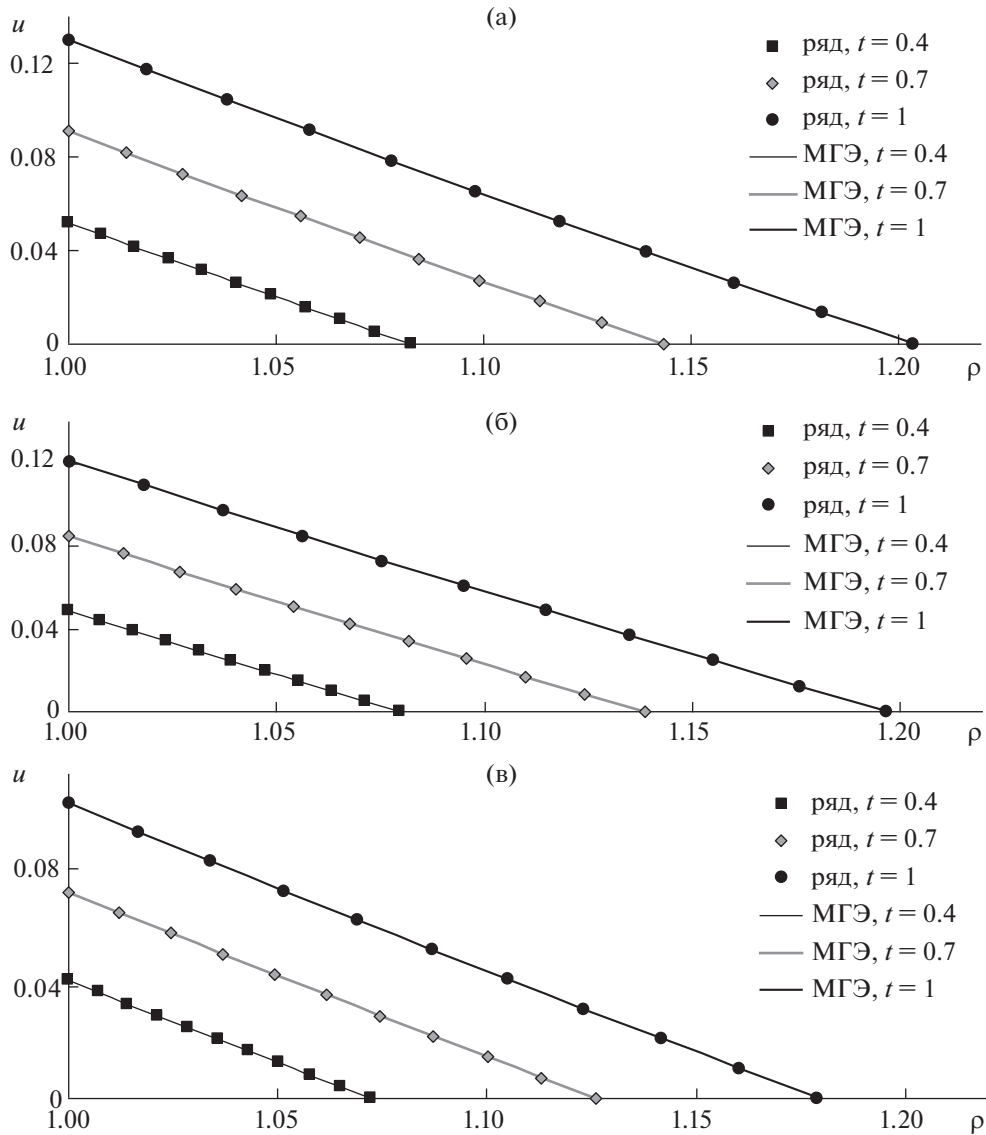 (а)
u
0.12
0.08
0.04
0
1.00 1.05 1.10 1.15 1.20 ρ
ряд, t = 0.4
ряд, t = 0.7
ряд, t = 1
МГЭ, t = 0.4
МГЭ, t = 0.7
МГЭ, t = 1
(б)
u
0.12
0.08
0.04
0
1.00 1.05 1.10 1.15 1.20 ρ
ряд, t = 0.4
ряд, t = 0.7
ряд, t = 1
МГЭ, t = 0.4
МГЭ, t = 0.7
МГЭ, t = 1
(в)
u
0.08
0.04
0
1.00 1.05 1.10 1.15 1.20 ρ
ряд, t = 0.4
ряд, t = 0.7
ряд, t = 1
МГЭ, t = 0.4
МГЭ, t = 0.7
МГЭ, t = 1